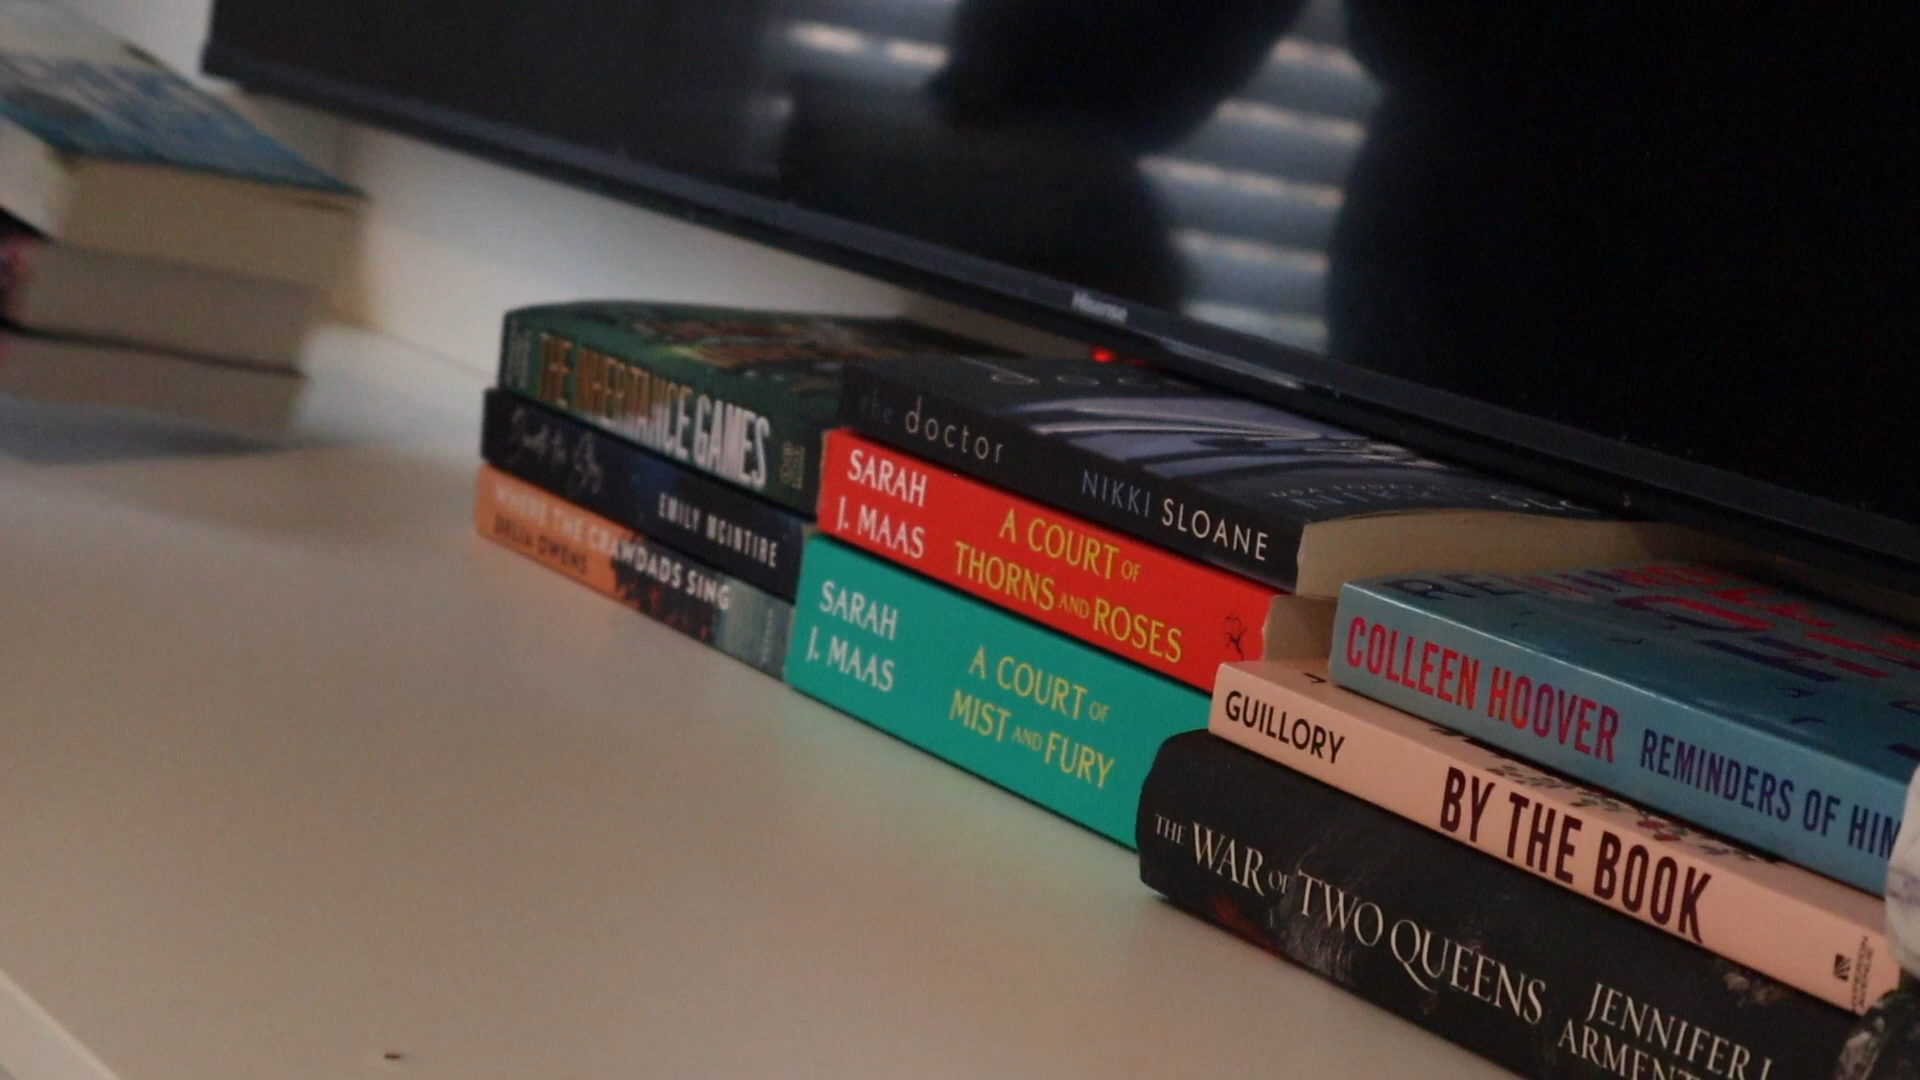 THE INHERITANCE GAMES
EMILY MCINTIRE
WHERE THE CRAWDADS SING
DELIA OWENS
Hisense
the doctor
NIKKI SLOANE
SARAH
J. MAAS
A COURT OF
THORNS AND ROSES
SARAH
J. MAAS
A COURT OF
MIST AND FURY
COLLEEN HOOVER REMINDERS OF HIM
GUILLORY
BY THE BOOK
THE WAR OF TWO QUEENS
JENNIFER L
ARMENT